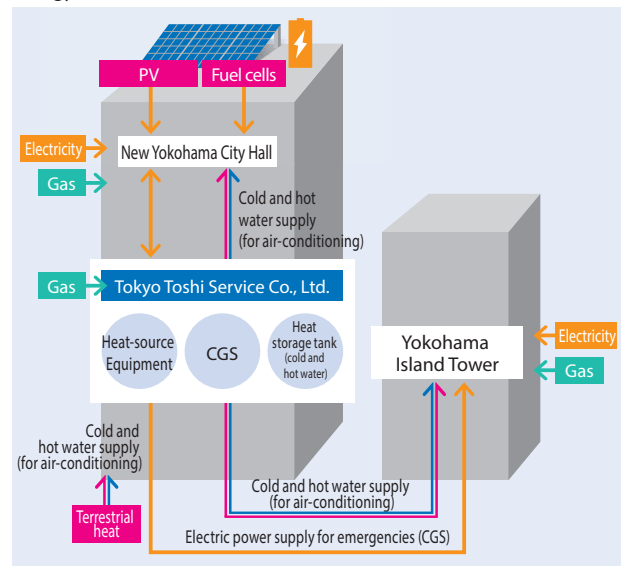 PV
Fuel cells
Electricity
New Yokohama City Hall
Gas
Cold and hot
water supply
(for air-conditioning)
Gas
Tokyo Toshi Service Co., Ltd.
Heat-source
Equipment
CGS
Heat
storage tank
(cold and
hot water)
Yokohama
Island Tower
Electricity
Gas
Cold and
hot water supply
(for air-conditioning)
Terrestrial
heat
Cold and hot water supply
(for air-conditioning)
Electric power supply for emergencies (CGS)